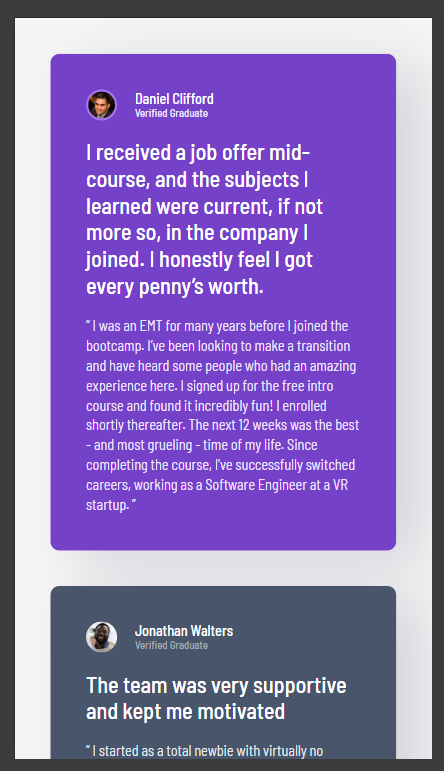 Daniel Clifford
Verified Graduate
I received a job offer mid-
course, and the subjects I
learned were current, if not
more so, in the company I
joined. I honestly feel I got
every penny’s worth.
“ I was an EMT for many years before I joined the
bootcamp. I’ve been looking to make a transition
and have heard some people who had an amazing
experience here. I signed up for the free intro
course and found it incredibly fun! I enrolled
shortly thereafter. The next 12 weeks was the best
- and most grueling - time of my life. Since
completing the course, I’ve successfully switched
careers, working as a Software Engineer at a VR
startup. ”
Jonathan Walters
Verified Graduate
The team was very supportive
and kept me motivated
“ I started as a total newbie with virtually no